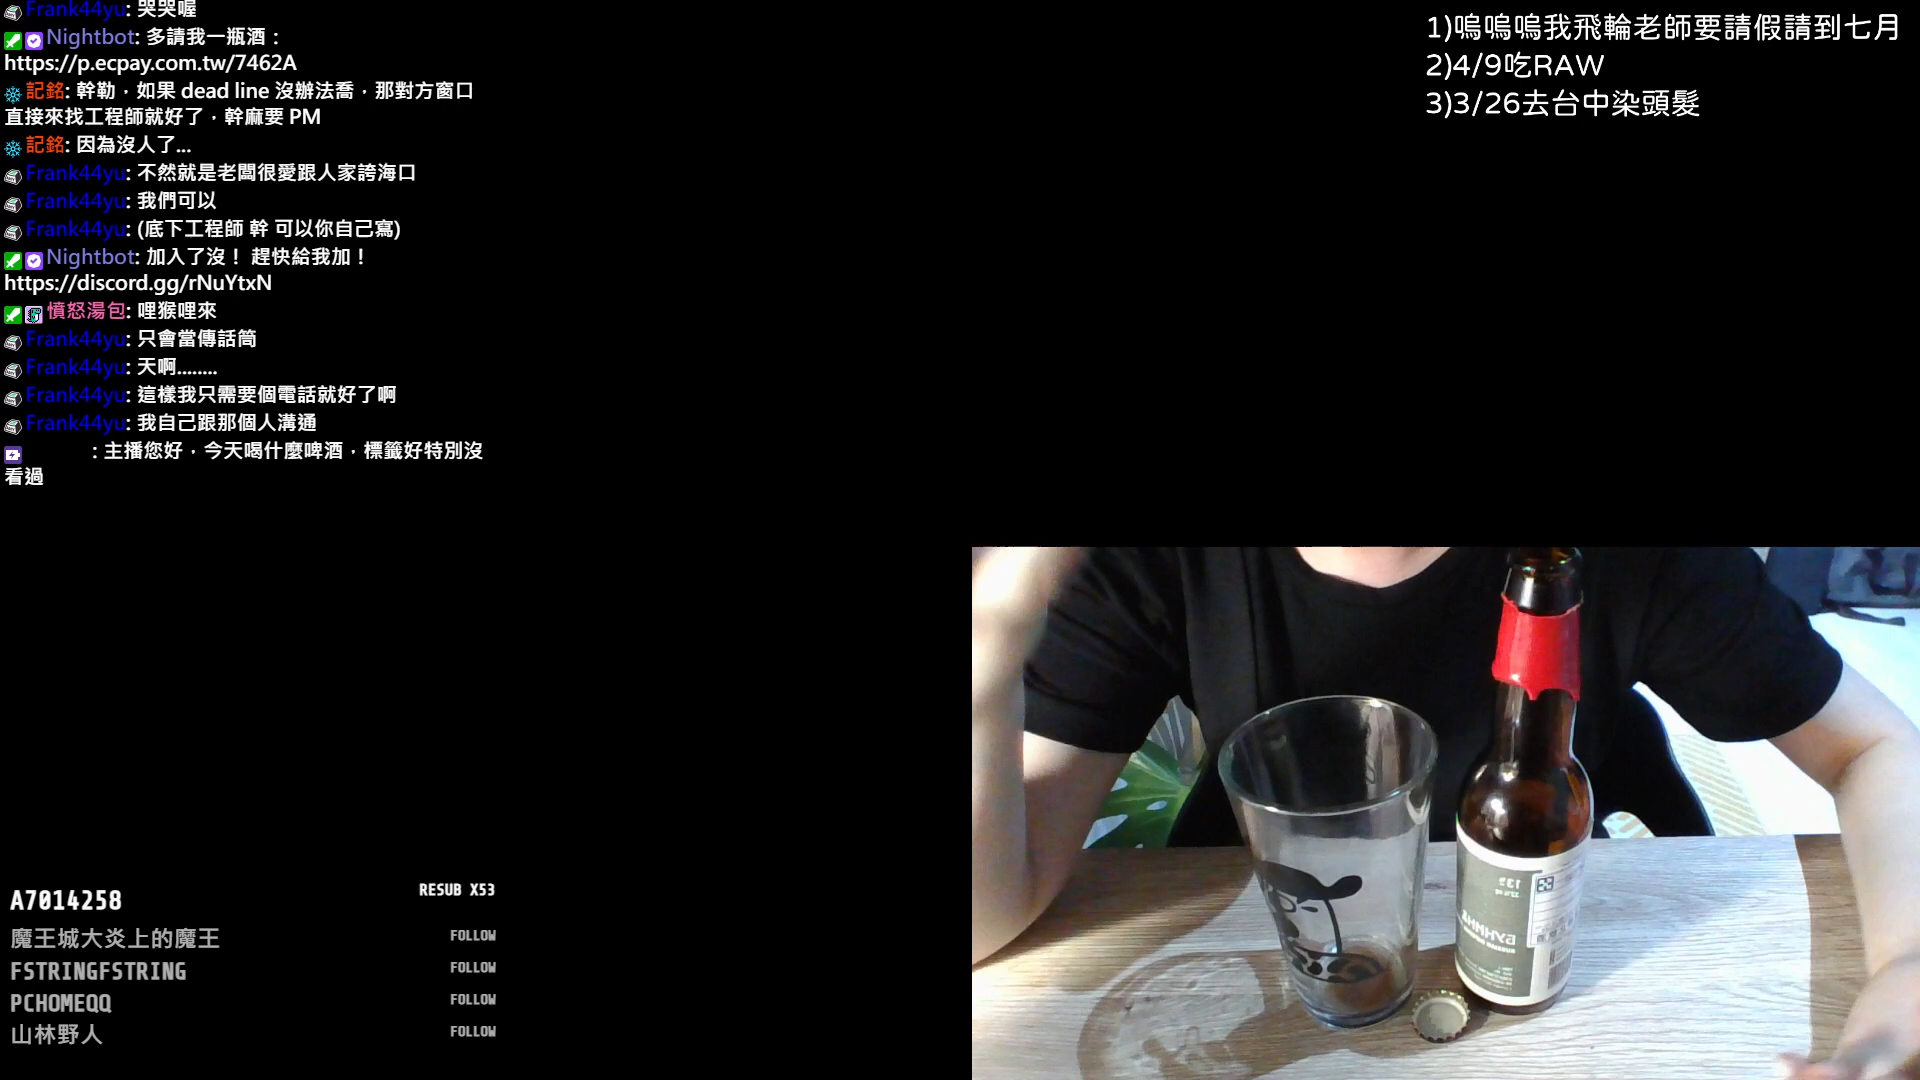 Frank44yu: 哭哭喔
Nightbot: 多請我一瓶酒：
https://p.ecpay.com.tw/7462A
記銘: 幹勒，如果 dead line 沒辦法喬，那對方窗口
直接來找工程師就好了，幹麻要 PM
記銘: 因為沒人了...
Frank44yu: 不然就是老闆很愛跟人家誇海口
Frank44yu: 我們可以
Frank44yu: (底下工程師 幹 可以你自己寫)
Nightbot: 加入了沒！ 趕快給我加！
https://discord.gg/rNuYtxN
憤怒湯包: 哩猴哩來
Frank44yu: 只會當傳話筒
Frank44yu: 天啊........
Frank44yu: 這樣我只需要個電話就好了啊
Frank44yu: 我自己跟那個人溝通
: 主播您好，今天喝什麼啤酒，標籤好特別沒
看過
1)嗚嗚嗚我飛輪老師要請假請到七月
2)4/9吃RAW
3)3/26去台中染頭髮
A7014258 RESUB X53
魔王城大炎上的魔王 FOLLOW
FSTRINGFSTRING FOLLOW
PCHOMEQQ FOLLOW
山林野人 FOLLOW